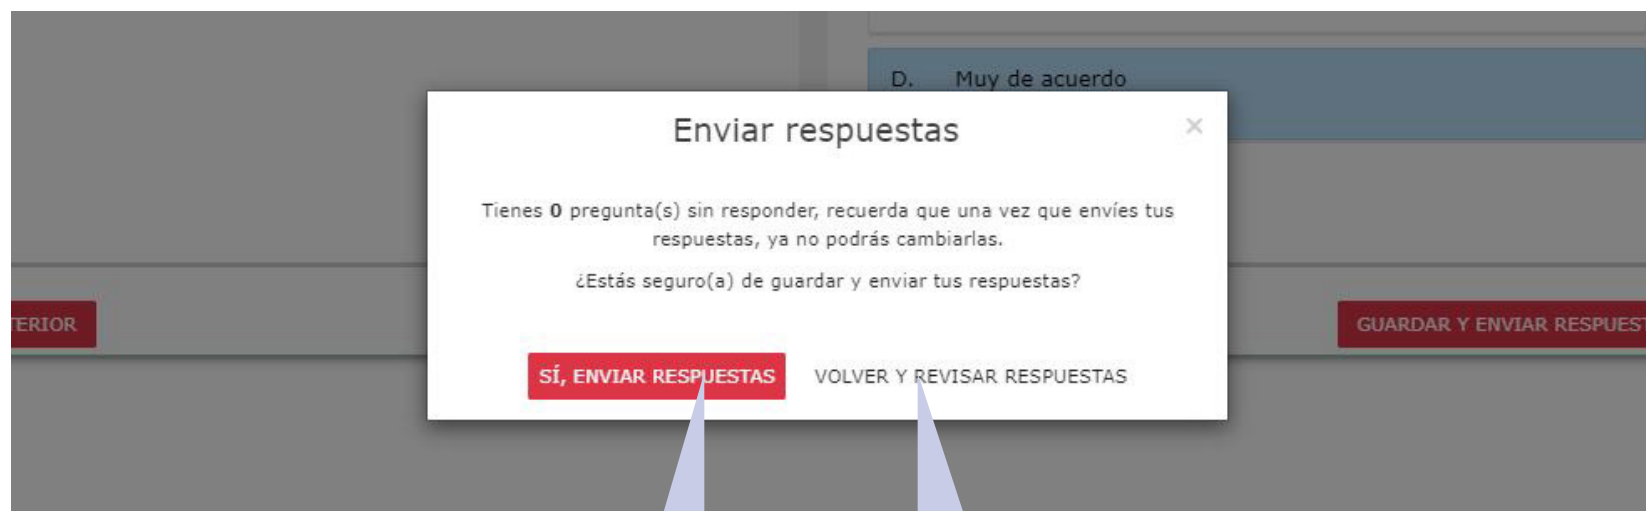 D. Muy de acuerdo
Enviar respuestas ×
Tienes 0 pregunta(s) sin responder, recuerda que una vez que envíes tus
respuestas, ya no podrás cambiarlas.
¿Estás seguro(a) de guardar y enviar tus respuestas?
TERIOR
GUARDAR Y ENVIAR RESPUEST
SÍ, ENVIAR RESPUESTAS VOLVER Y REVISAR RESPUESTAS